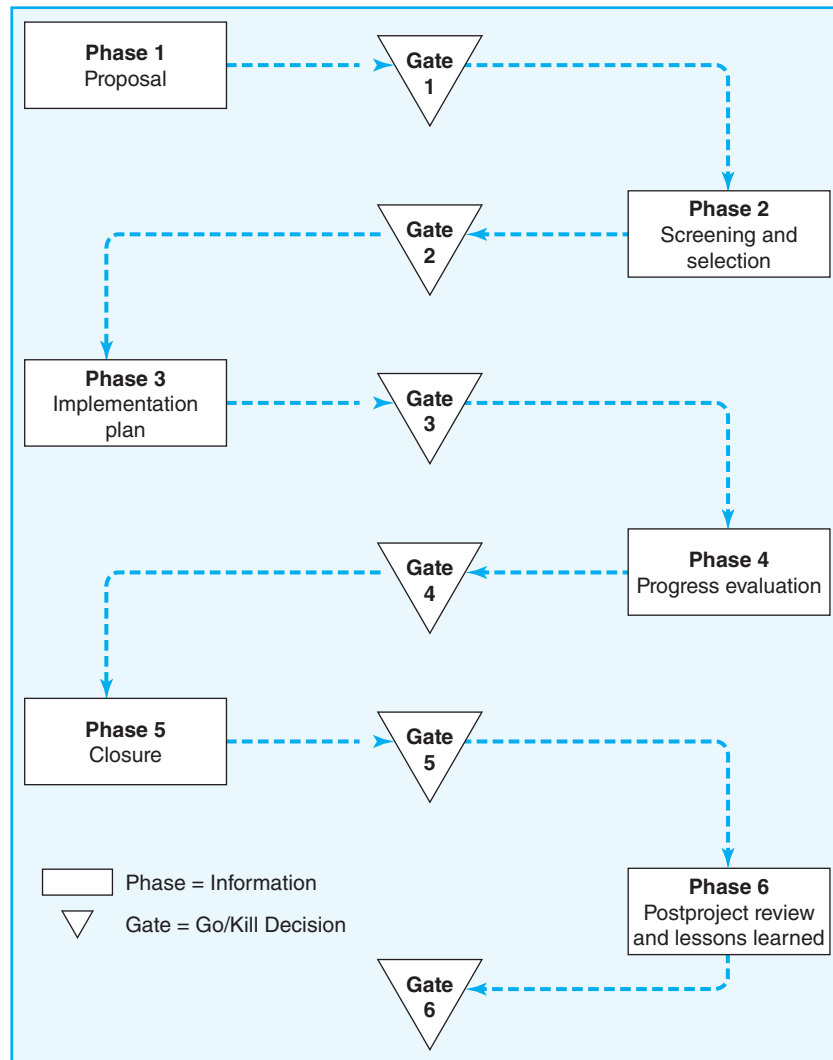 Phase 1
Proposal
Gate
1
Phase 2
Screening and
selection
Gate
2
Phase 3
Implementation
plan
Gate
3
Phase 4
Progress evaluation
Gate
4
Phase 5
Closure
Gate
5
Phase = Information
Gate = Go/Kill Decision
Phase 6
Postproject review
and lessons learned
Gate
6